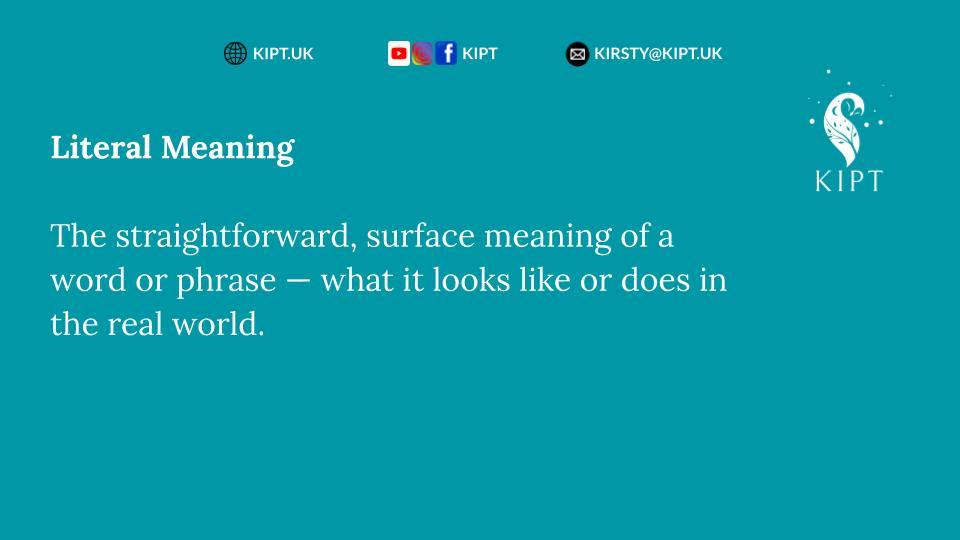 KIPT.UK KIPT KIRSTY@KIPT.UK
KIPT
Literal Meaning
The straightforward, surface meaning of a
word or phrase — what it looks like or does in
the real world.